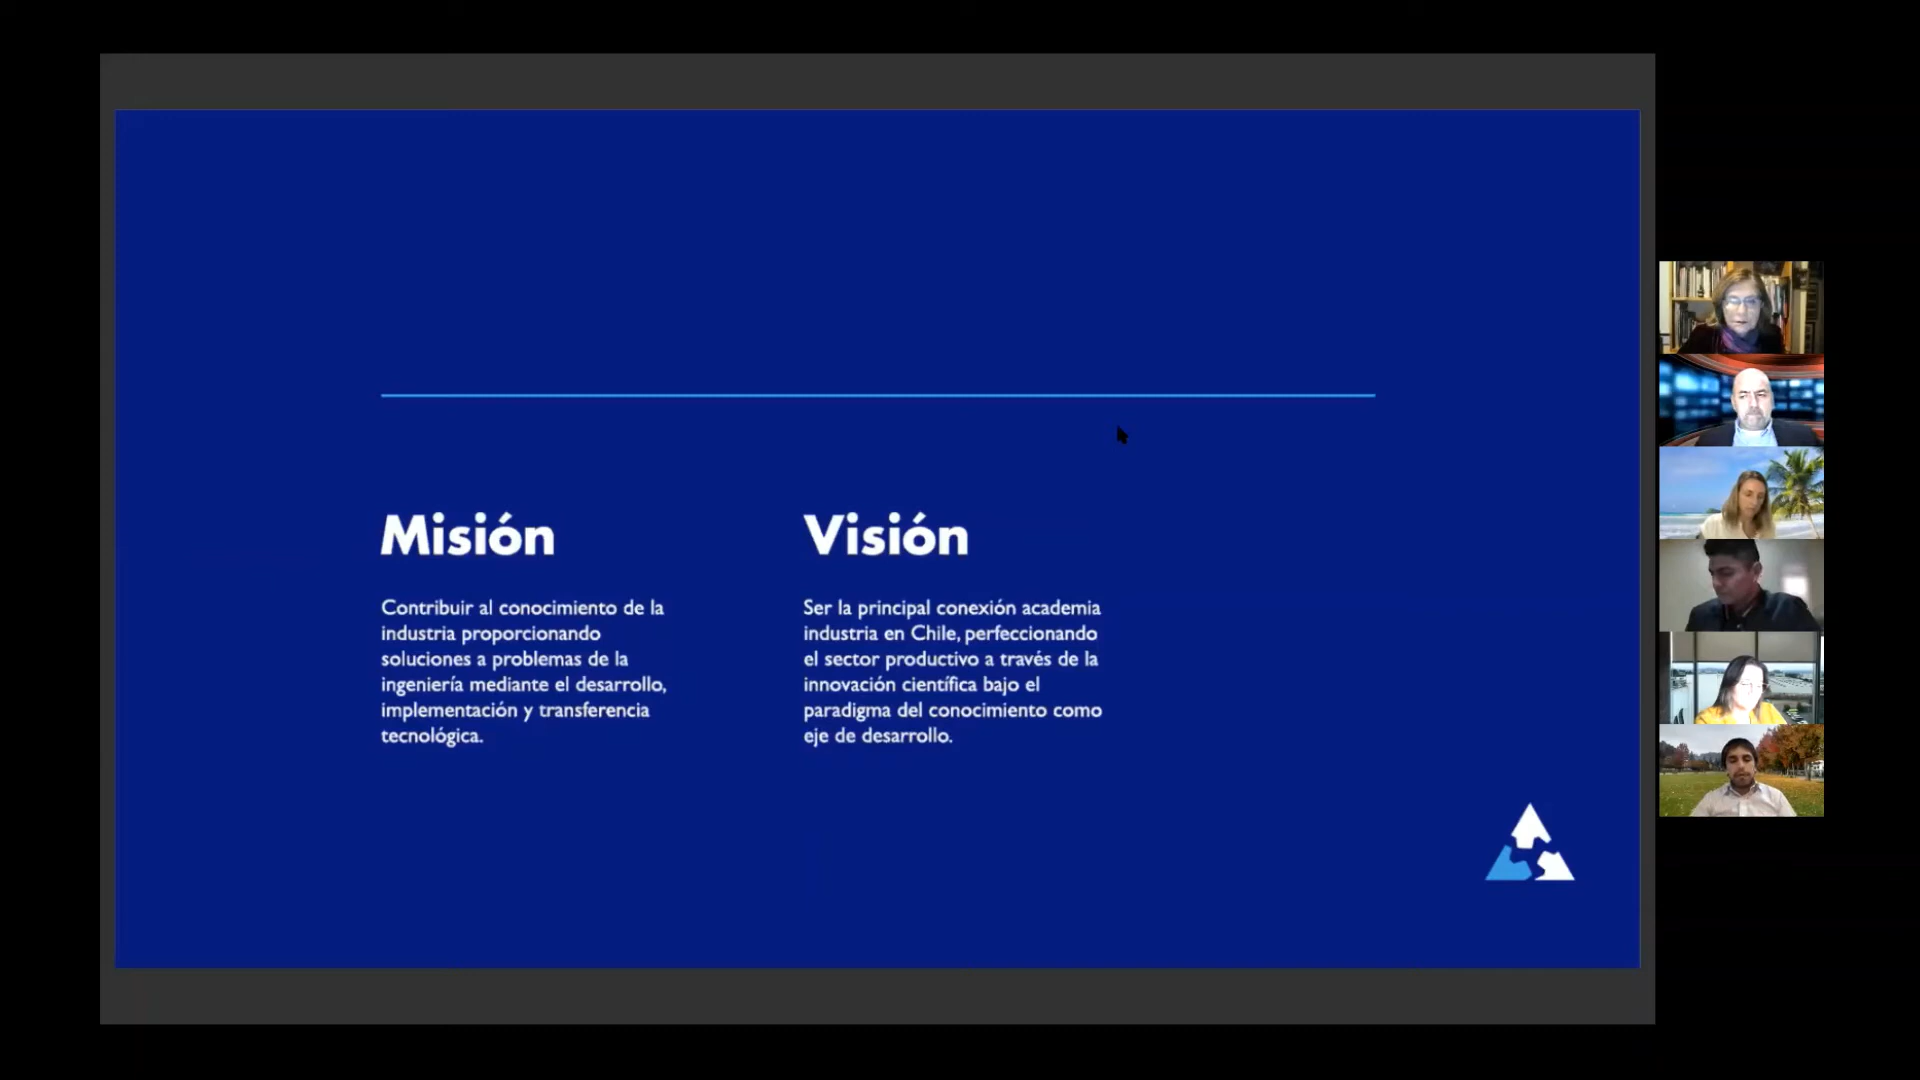 Misión
Contribuir al conocimiento de la
industria proporcionando
soluciones a problemas de la
ingeniería mediante el desarrollo,
implementación y transferencia
tecnológica.
Visión
Ser la principal conexión academia
industria en Chile, perfeccionando
el sector productivo a través de la
innovación científica bajo el
paradigma del conocimiento como
eje de desarrollo.